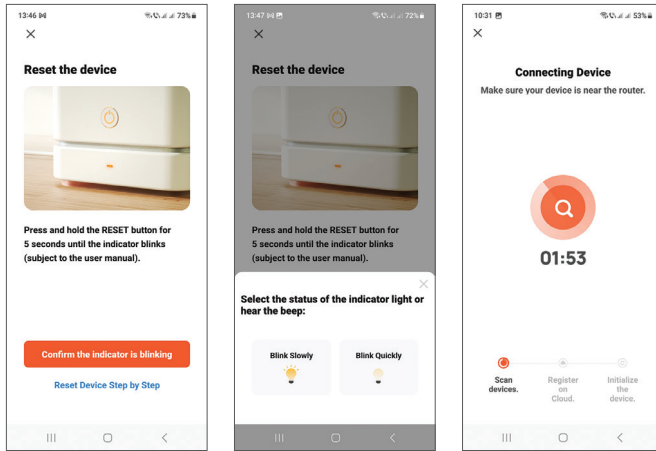 13:46 73%
Reset the device
Press and hold the RESET button for
5 seconds until the indicator blinks
(subject to the user manual).
Confirm the indicator is blinking
Reset Device Step by Step
13:47 72%
Reset the device
Press and hold the RESET button for
5 seconds until the indicator blinks
(subject to the user manual).
Select the status of the indicator light or
hear the beep:
Blink Slowly
Blink Quickly
10:31 53%
Connecting Device
Make sure your device is near the router.
01:53
Scan
devices.
Register
on
Cloud.
Initialize
the
device.